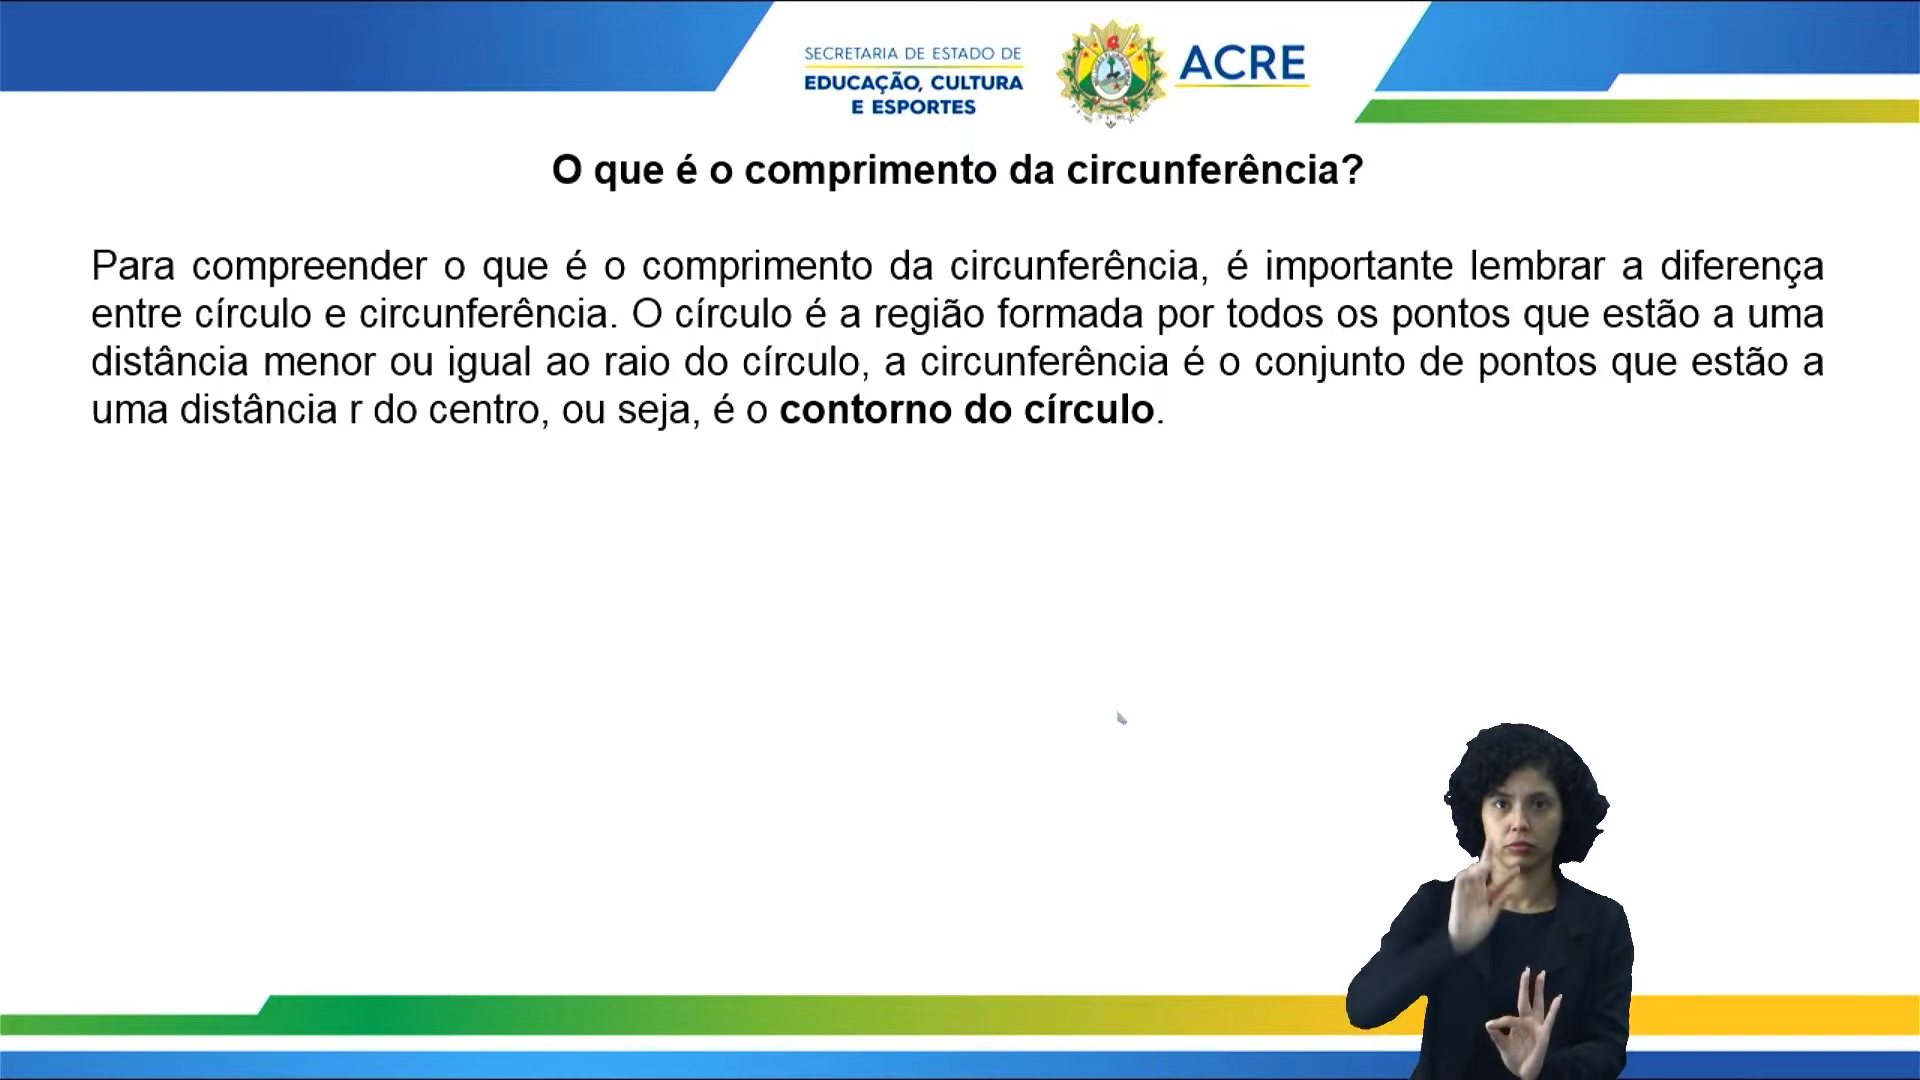 SECRETARIA DE ESTADO DE
EDUCAÇÃO, CULTURA
E ESPORTES
ACRE
O que é o comprimento da circunferência?
Para compreender o que é o comprimento da circunferência, é importante lembrar a diferença
entre círculo e circunferência. O círculo é a região formada por todos os pontos que estão a uma
distância menor ou igual ao raio do círculo, a circunferência é o conjunto de pontos que estão a
uma distância r do centro, ou seja, é o contorno do círculo.